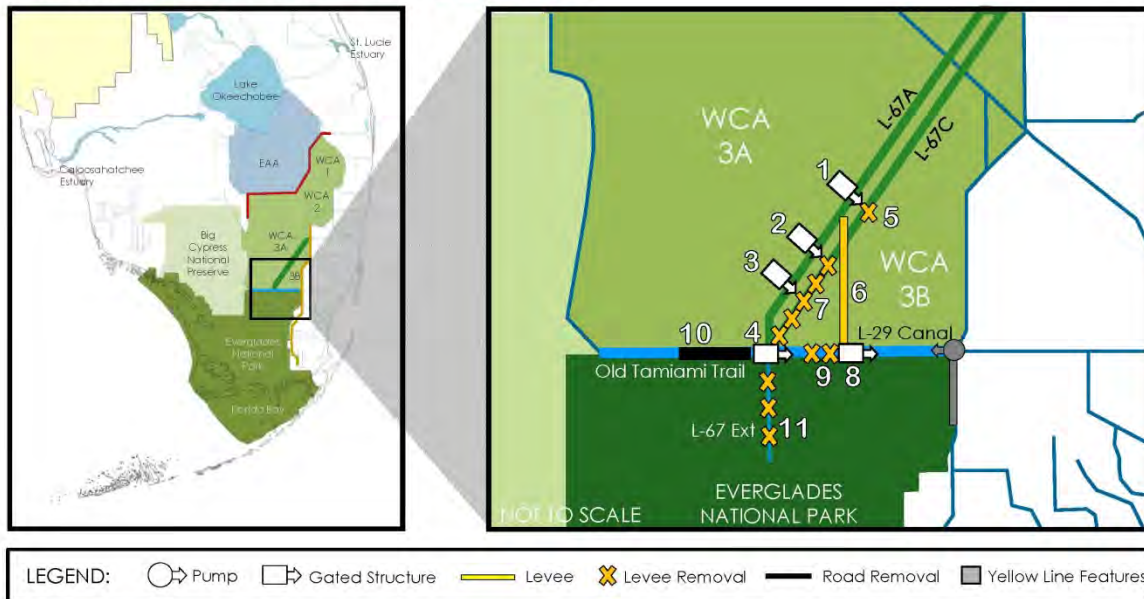 St. Lucie
Estuary
Lake
Okeechobee
Caloosahatchee
Estuary
EAA
WCA
1
WCA
2
WCA
3A
Big
Cypress
National
Preserve
3B
Everglades
National
Park
Florida Bay
WCA
3A
L-67A
L-67C
1
5
2
3
WCA
3B
6
7
10
4
L-29 Canal
Old Tamiami Trail
9
8
L-67 Ext
11
EVERGLADES
NATIONAL PARK
NOT TO SCALE
LEGEND: Pump Gated Structure Levee Levee Removal Road Removal Yellow Line Features